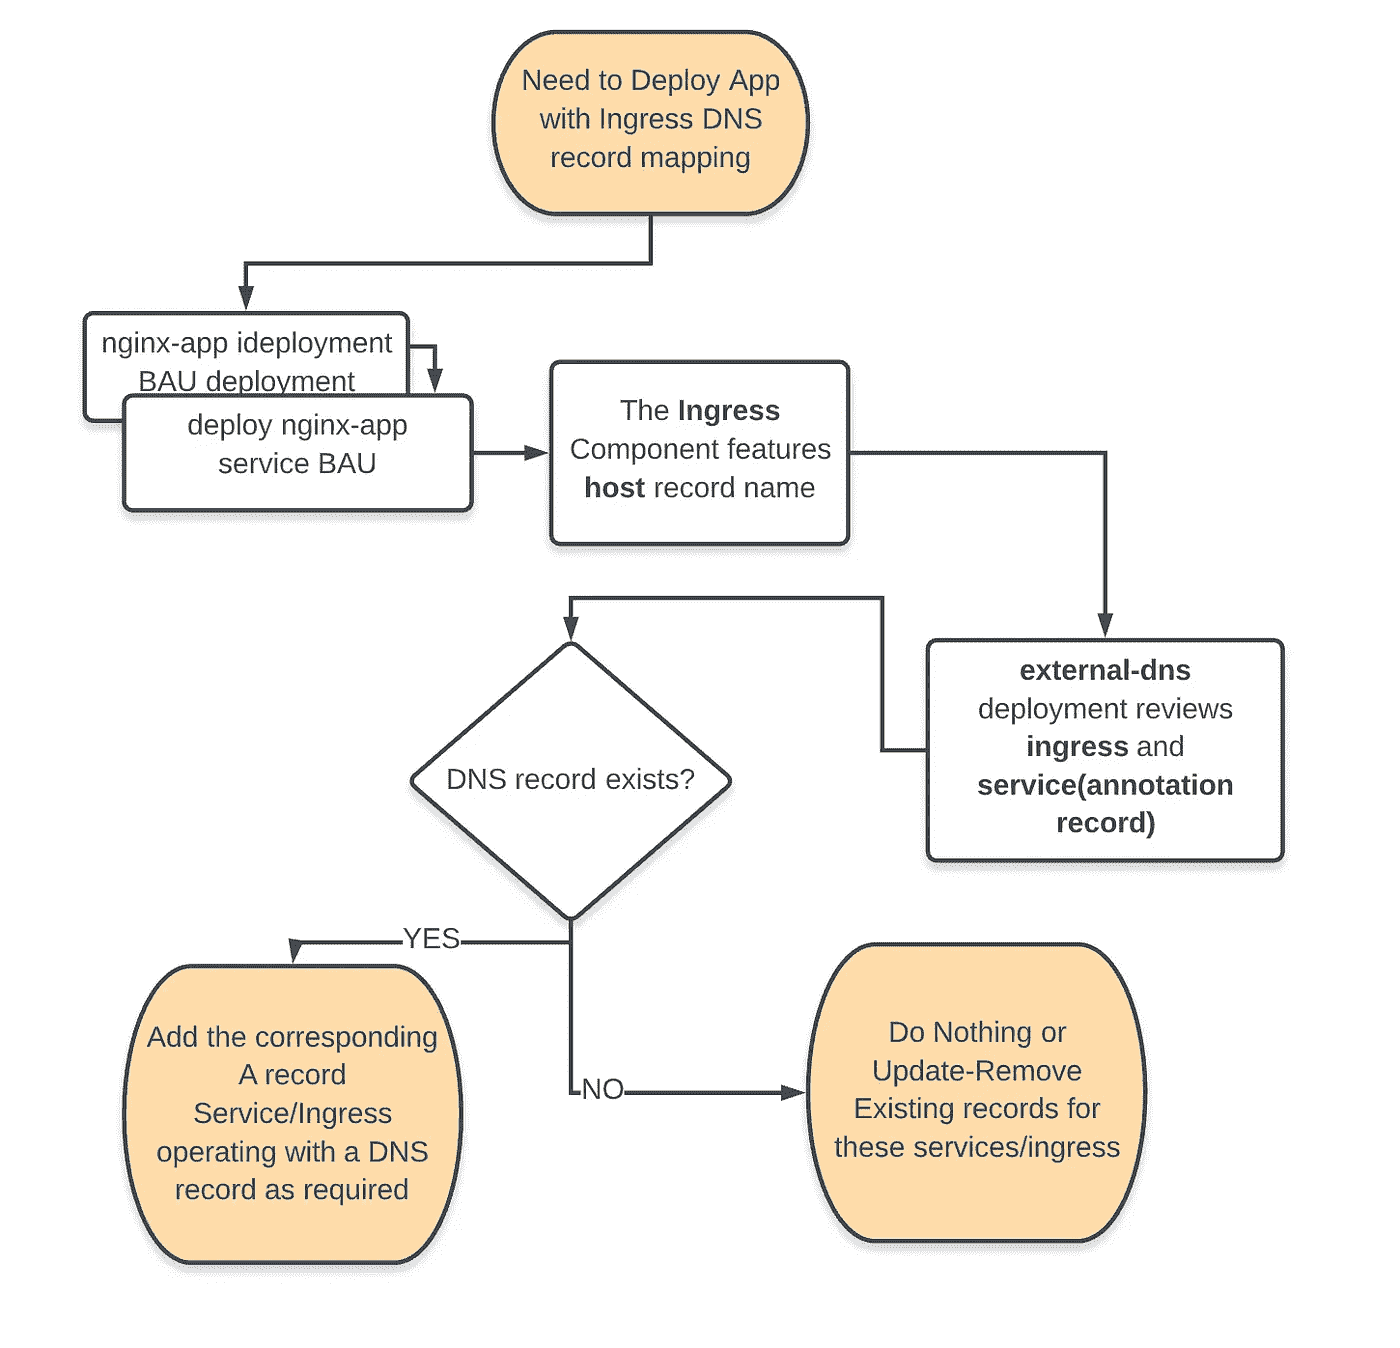 Need to Deploy App
with Ingress DNS
record mapping
nginx-app ideployment
BAU deployment
deploy nginx-app
service BAU
The Ingress
Component features
host record name
external-dns
deployment reviews
ingress and
service(annotation
record)
DNS record exists?
YES
NO
Add the corresponding
A record
Service/Ingress
operating with a DNS
record as required
Do Nothing or
Update-Remove
Existing records for
these services/ingress